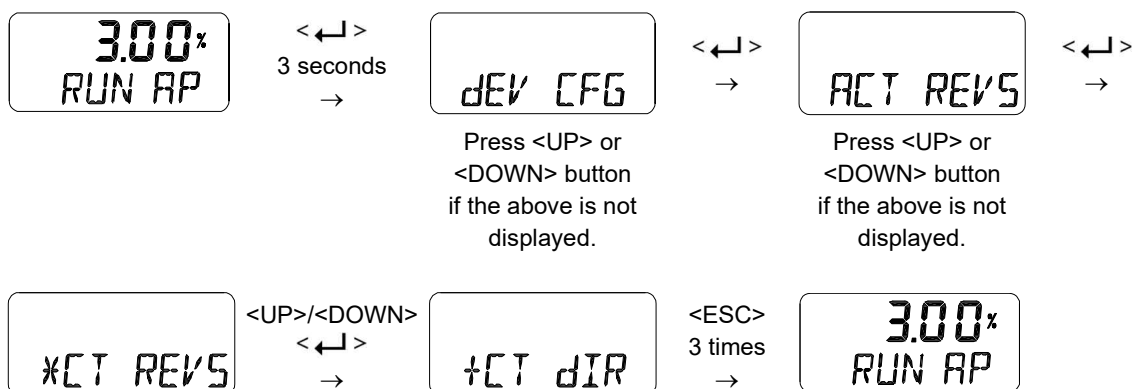 3.00%
RUN AP
<↵>
3 seconds
→
dEV CFG
Press <UP> or
<DOWN> button
if the above is not
displayed.
<↵>
→
ACT REVS
Press <UP> or
<DOWN> button
if the above is not
displayed.
<↵>
→
*CT REVS
<UP>/<DOWN>
<↵>
→
+CT dIR
<ESC>
3 times
→
3.00%
RUN AP